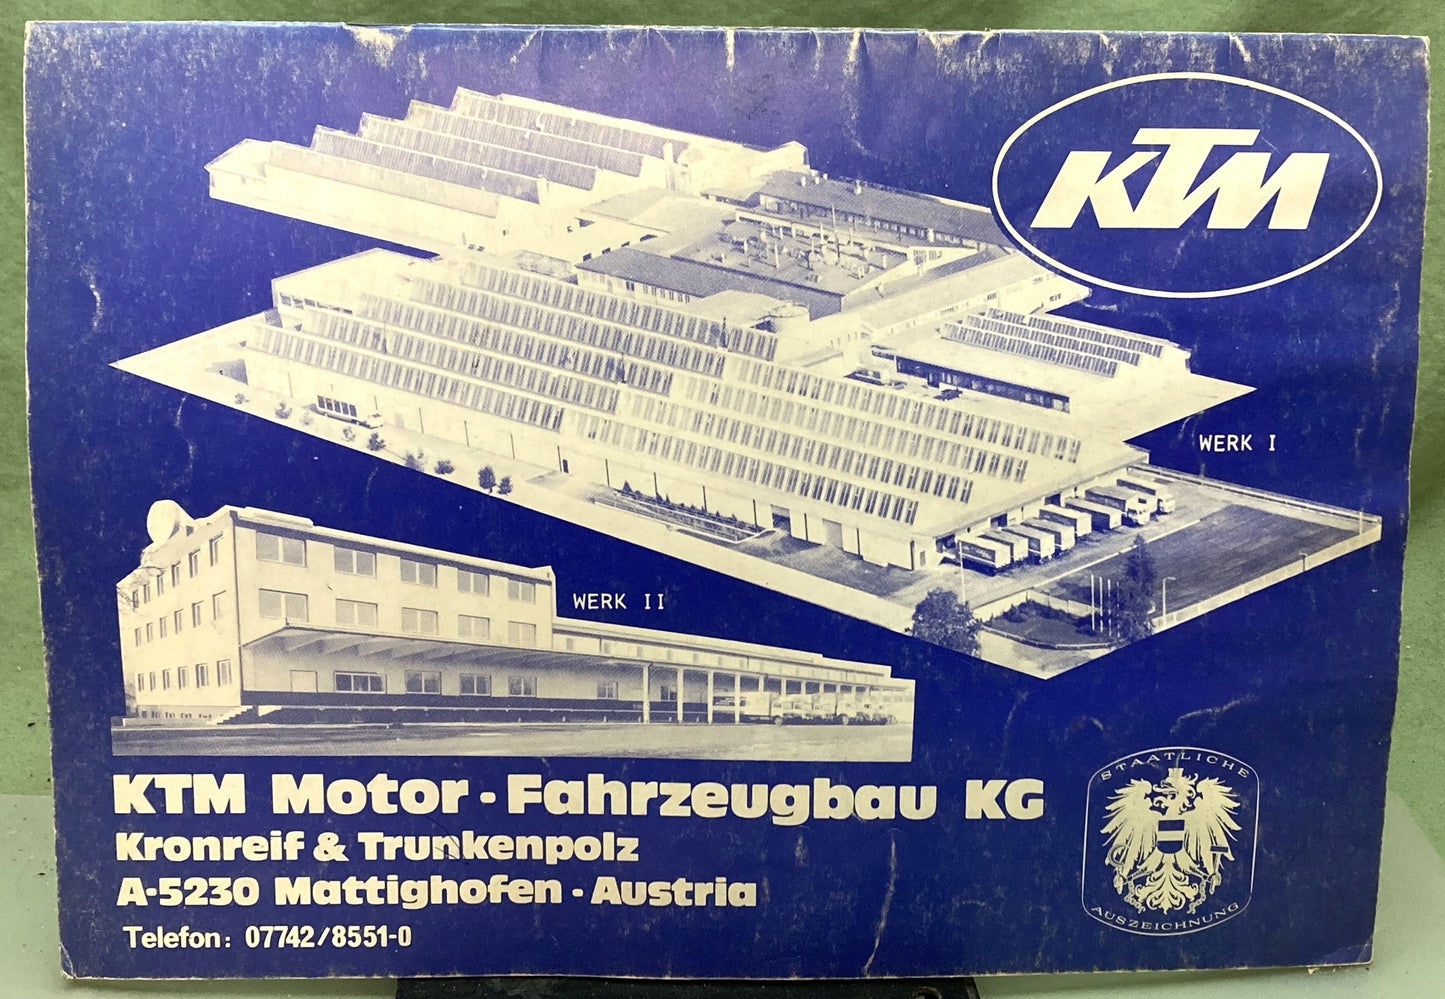 KTM
WERK I
WERK II
KTM Motor-Fahrzeugbau KG
Kronreif & Trunkenpolz
A-5230 Mattighofen - Austria
Telefon: 07742/8551-0
STAATLICHE
AUSZEICHNUNG